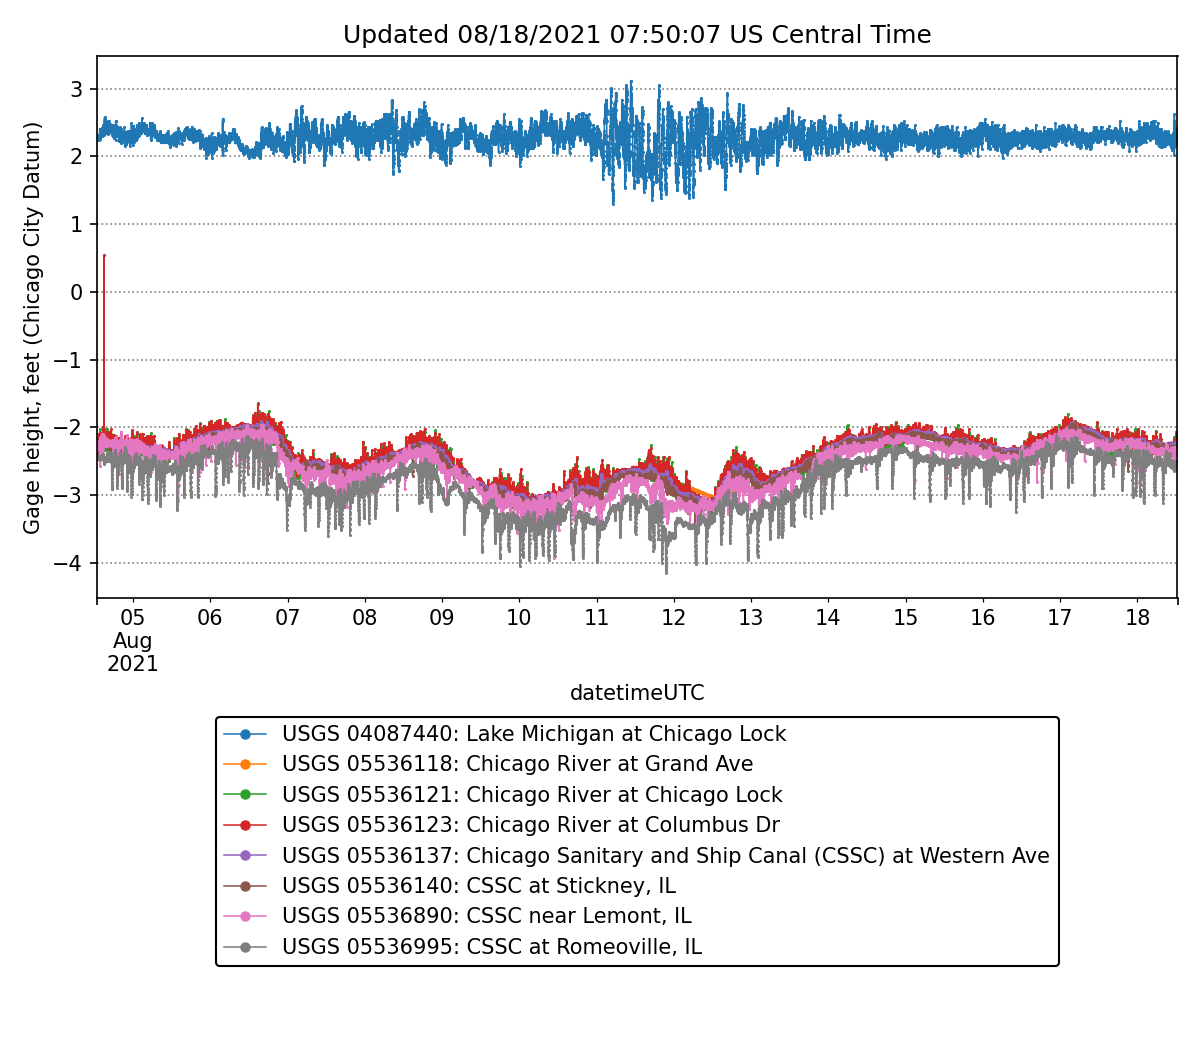 Updated 08/18/2021 07:50:07 US Central Time
Gage height, feet (Chicago City Datum)
3
2
1
0
−1
−2
−3
−4
05 06 07 08 09 10 11 12 13 14 15 16 17 18
Aug
2021
datetimeUTC
USGS 04087440: Lake Michigan at Chicago Lock
USGS 05536118: Chicago River at Grand Ave
USGS 05536121: Chicago River at Chicago Lock
USGS 05536123: Chicago River at Columbus Dr
USGS 05536137: Chicago Sanitary and Ship Canal (CSSC) at Western Ave
USGS 05536140: CSSC at Stickney, IL
USGS 05536890: CSSC near Lemont, IL
USGS 05536995: CSSC at Romeoville, IL